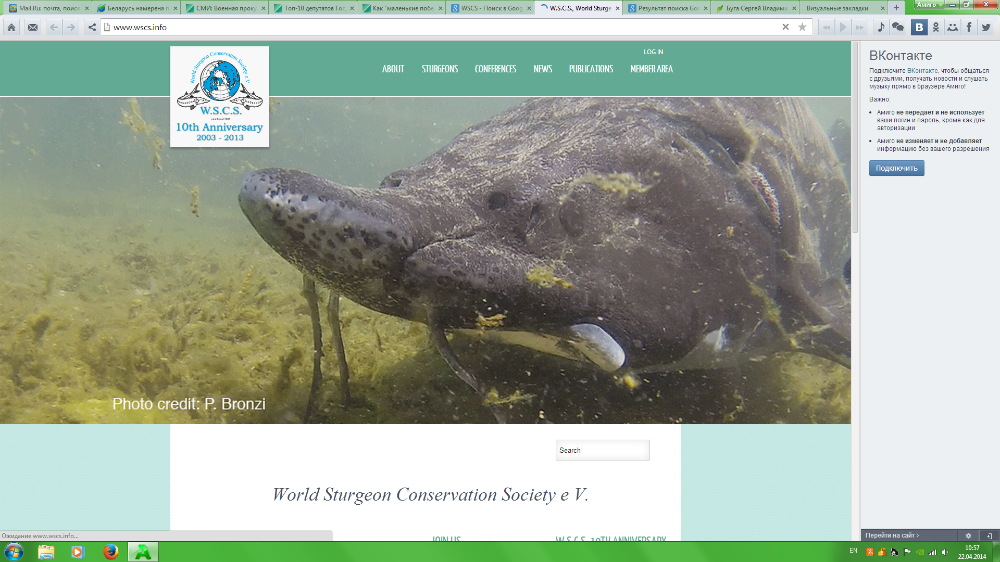 Mail.Ru: почта, поиск
Беларусь намерена п
СМИ: Военная проку
Топ-10 депутатов Гос
Как "маленькие побе
WSCS - Поиск в Goog
W.S.C.S., World Sturge
Результат поиска Goo
Буга Сергей Владими
Визуальные закладки
Амиго
www.wscs.info
LOG IN
ABOUT
STURGEONS
CONFERENCES
NEWS
PUBLICATIONS
MEMBER AREA
World Sturgeon Conservation Society e.V.
W.S.C.S.
established 2003
10th Anniversary
2003 - 2013
Photo credit: P. Bronzi
Search
World Sturgeon Conservation Society e V.
JOIN US
W.S.C.S. 10TH ANNIVERSARY
Ожидание www.wscs.info...
ВКонтакте
Подключите ВКонтакте, чтобы общаться
с друзьями, получать новости и слушать
музыку прямо в браузере Амиго!
Важно:
Амиго не передает и не использует
ваши логин и пароль, кроме как для
авторизации
Амиго не изменяет и не добавляет
информацию без вашего разрешения
Подключить
Перейти на сайт
EN
10:57
22.04.2014